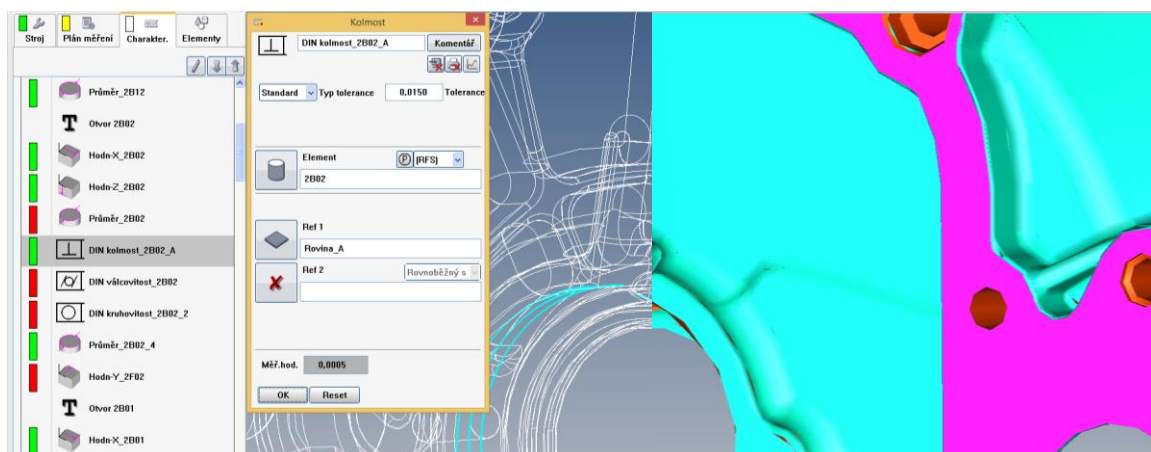 Stroj
Plán měření
Charakter.
Elementy
Průměr_2B12
T Otvor 2B02
Hodn-X_2B02
Hodn-Z_2B02
Průměr_2B02
DIN kolmost_2B02_A
DIN válcovitost_2B02
DIN kruhovitost_2B02_2
Průměr_2B02_4
Hodn-Y_2F02
T Otvor 2B01
Hodn-X_2B01
Kolmost
DIN kolmost_2B02_A
Komentář
Standard Typ tolerance 0,0150 Tolerance
Element P (RFS)
2B02
Ref 1
Rovina_A
Ref 2 Rovnoběžný s
Měř.hod. 0,0005
OK Reset